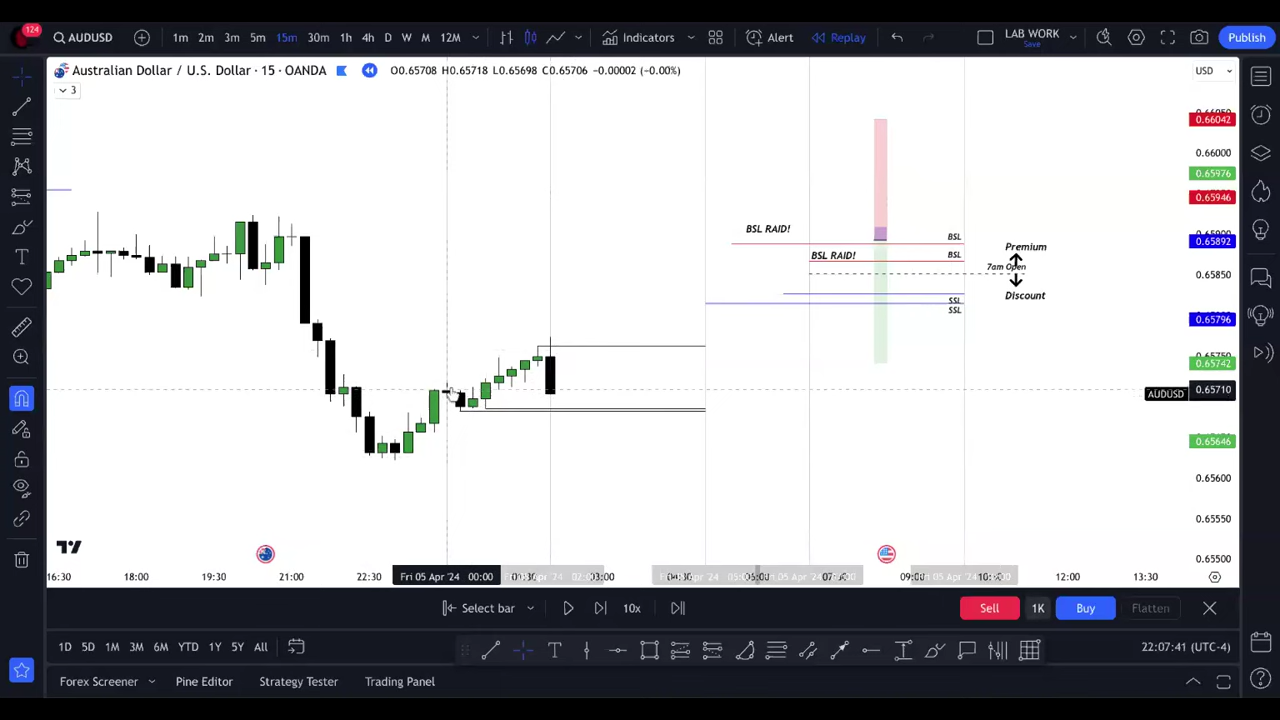 124
AUDUSD
1m 2m 3m 5m 15m 30m 1h 4h D W M 12M
Indicators
Alert
Replay
LAB WORK
Save
Publish
Australian Dollar / U.S. Dollar · 15 · OANDA
O0.65708 H0.65718 L0.65698 C0.65706 −0.00002 (−0.00%)
USD
3
0.66042
0.66000
0.65976
0.65946
0.65892
0.65850
0.65796
0.65742
AUDUSD
0.65710
0.65646
0.65600
0.65550
0.65500
BSL RAID!
BSL
BSL RAID!
BSL
7am Open
Premium
Discount
SSL
SSL
16:30 18:00 19:30 21:00 22:30 Fri 05 Apr '24 00:00 03:00 04:30 06:00 09:00 12:00 13:30
Select bar
10x
Sell
1K
Buy
Flatten
1D 5D 1M 3M 6M YTD 1Y 5Y All
22:07:41 (UTC-4)
Forex Screener
Pine Editor
Strategy Tester
Trading Panel